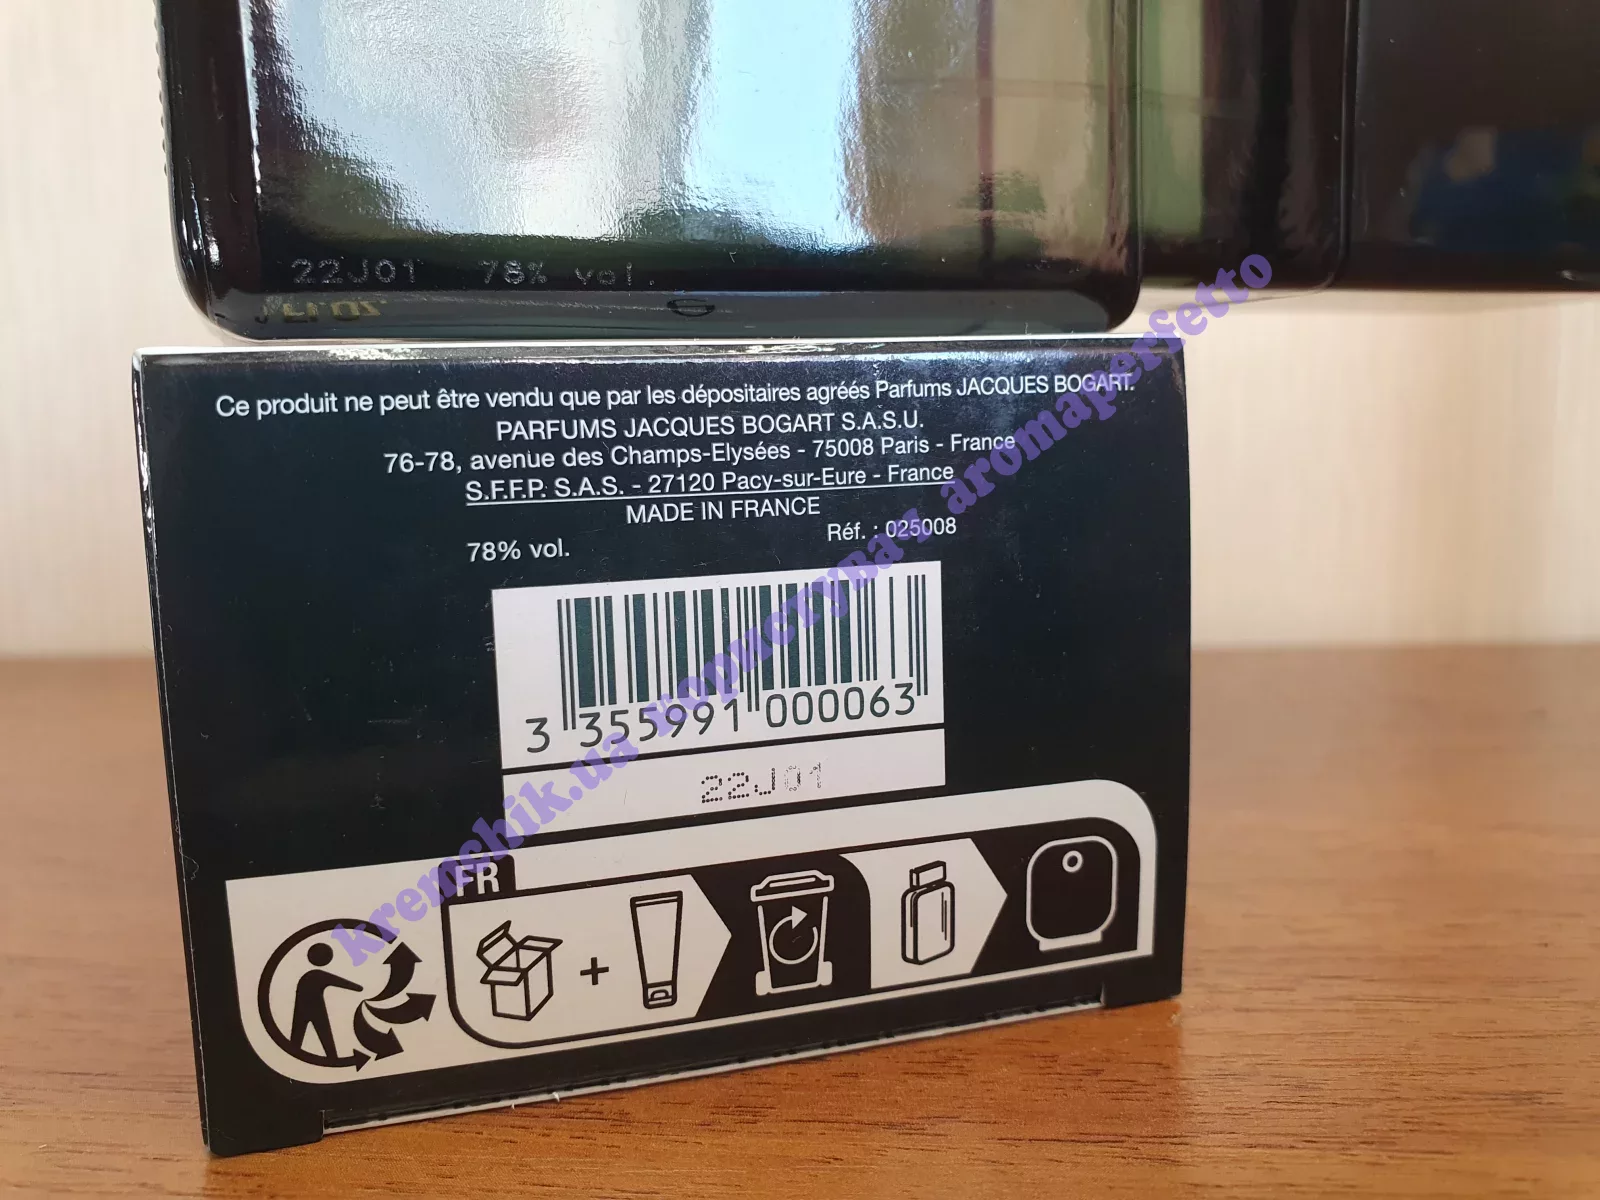 22J01 78% vol.
Ce produit ne peut être vendu que par les dépositaires agréés Parfums JACQUES BOGART.
PARFUMS JACQUES BOGART S.A.S.U.
76-78, avenue des Champs-Elysées - 75008 Paris - France
S.F.F.P. S.A.S. - 27120 Pacy-sur-Eure - France
MADE IN FRANCE
78% vol. Réf. : 025008
3 355991 000063
22J01
FR
+
kremchik.ua користувач aromaperfetto